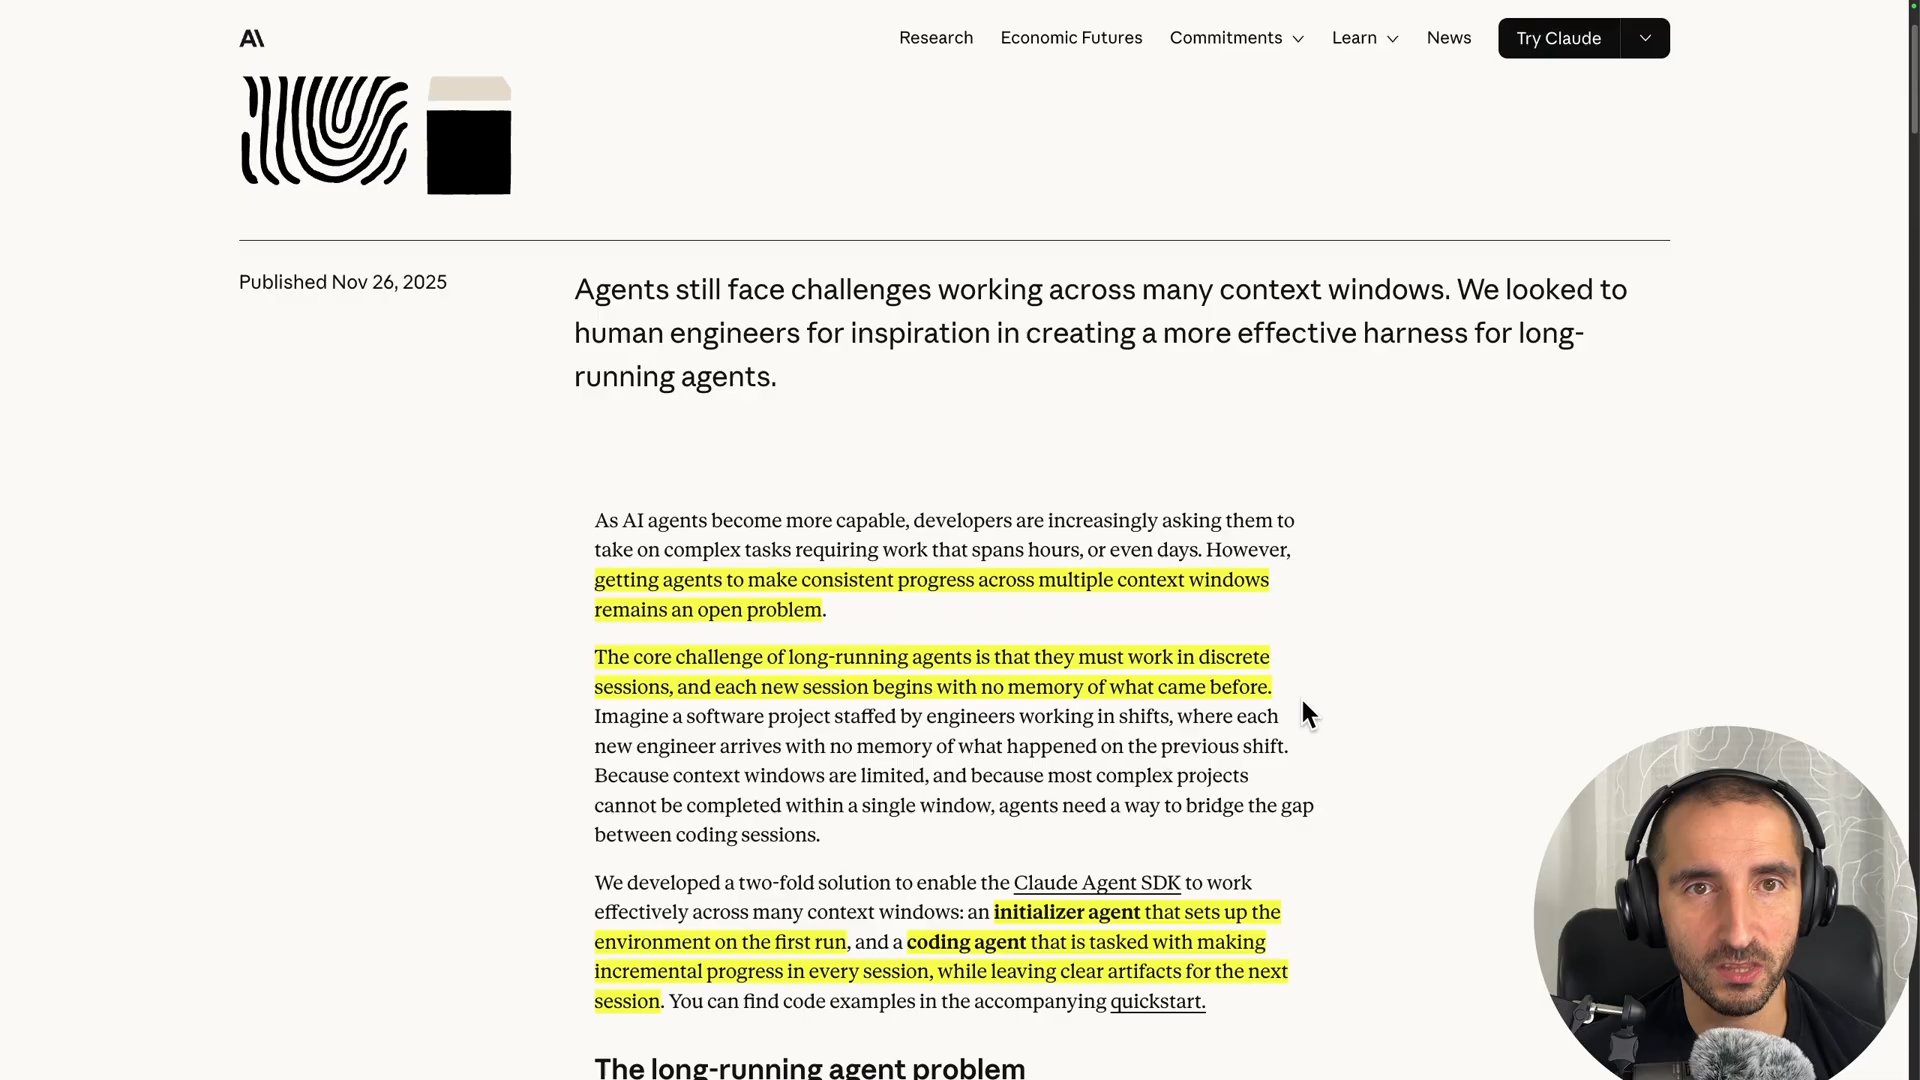 A\
Research
Economic Futures
Commitments
Learn
News
Try Claude
Published Nov 26, 2025
Agents still face challenges working across many context windows. We looked to
human engineers for inspiration in creating a more effective harness for long-
running agents.
As AI agents become more capable, developers are increasingly asking them to
take on complex tasks requiring work that spans hours, or even days. However,
getting agents to make consistent progress across multiple context windows
remains an open problem.
The core challenge of long-running agents is that they must work in discrete
sessions, and each new session begins with no memory of what came before.
Imagine a software project staffed by engineers working in shifts, where each
new engineer arrives with no memory of what happened on the previous shift.
Because context windows are limited, and because most complex projects
cannot be completed within a single window, agents need a way to bridge the gap
between coding sessions.
We developed a two-fold solution to enable the Claude Agent SDK to work
effectively across many context windows: an initializer agent that sets up the
environment on the first run, and a coding agent that is tasked with making
incremental progress in every session, while leaving clear artifacts for the next
session. You can find code examples in the accompanying quickstart.
The long-running agent problem